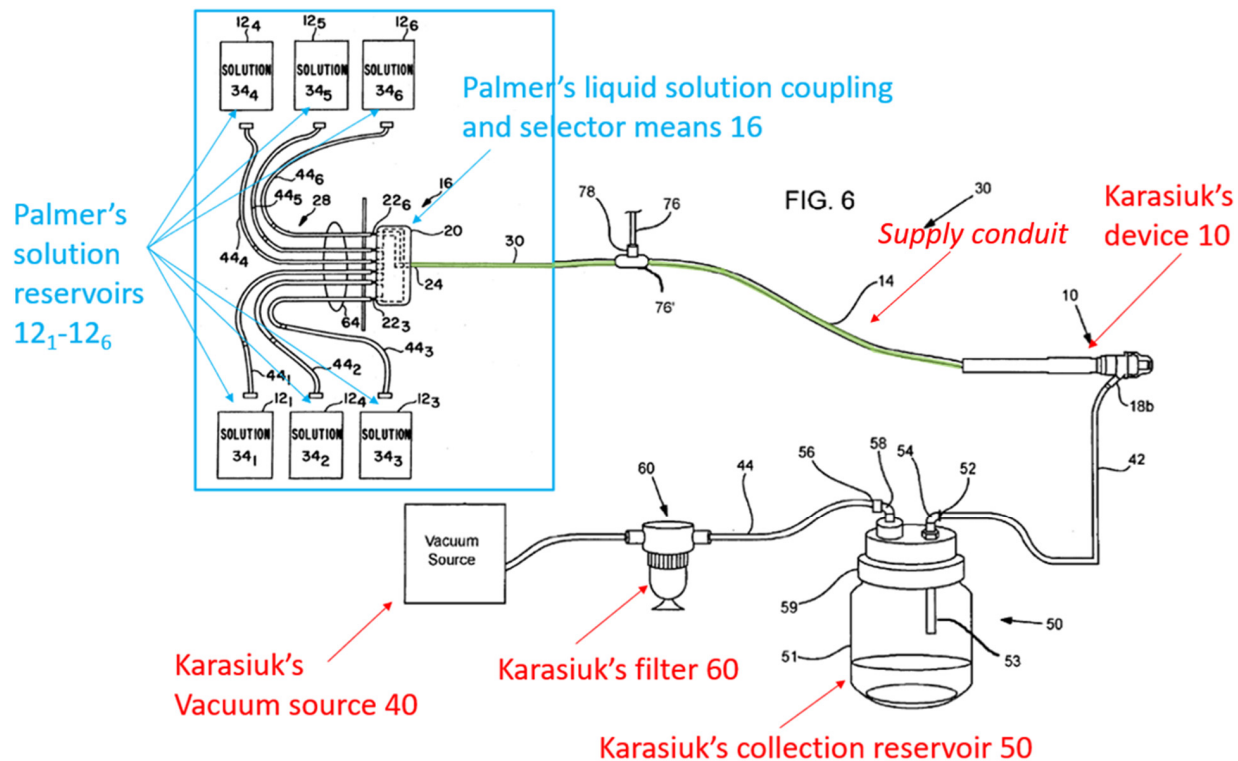 12₄
12₅
12₆
SOLUTION
34₄
SOLUTION
34₅
SOLUTION
34₆
Palmer’s liquid solution coupling
and selector means 16
44₆
44₅
44₄
28
22₆
16
20
30
24
64
22₃
78
76
76'
FIG. 6
30
Supply conduit
Karasiuk’s
device 10
14
10
18b
Palmer’s
solution
reservoirs
12₁-12₆
44₁
44₂
44₃
12₁
12₄
12₃
SOLUTION
34₁
SOLUTION
34₂
SOLUTION
34₃
60
44
56
58
54
52
42
Vacuum
Source
59
51
53
50
Karasiuk’s
Vacuum source 40
Karasiuk’s filter 60
Karasiuk’s collection reservoir 50